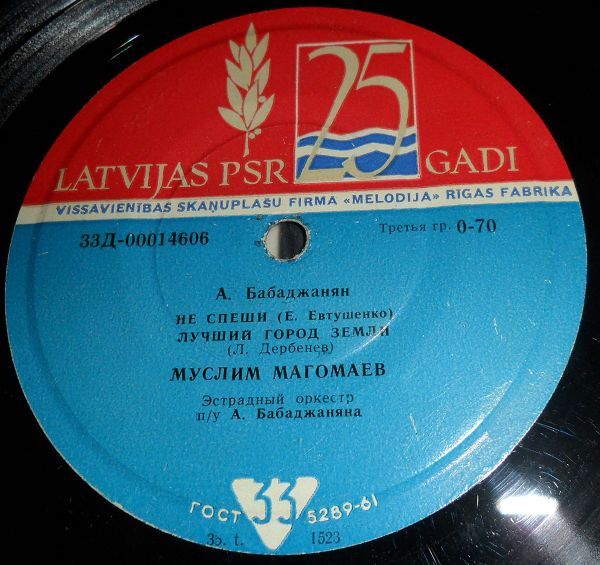 25
LATVIJAS PSR GADI
VISSAVIENĪBAS SKAŅUPLAŠU FIRMA «MELODIJA» RĪGAS FABRIKA
33Д-00014606 Третья гр. 0-70
А. Бабаджанян
НЕ СПЕШИ (Е. Евтушенко)
ЛУЧШИЙ ГОРОД ЗЕМЛИ
(Л. Дербенев)
МУСЛИМ МАГОМАЕВ
Эстрадный оркестр
п/у А. Бабаджаняна
ГОСТ 33 5289-61
Зо. t. 1523